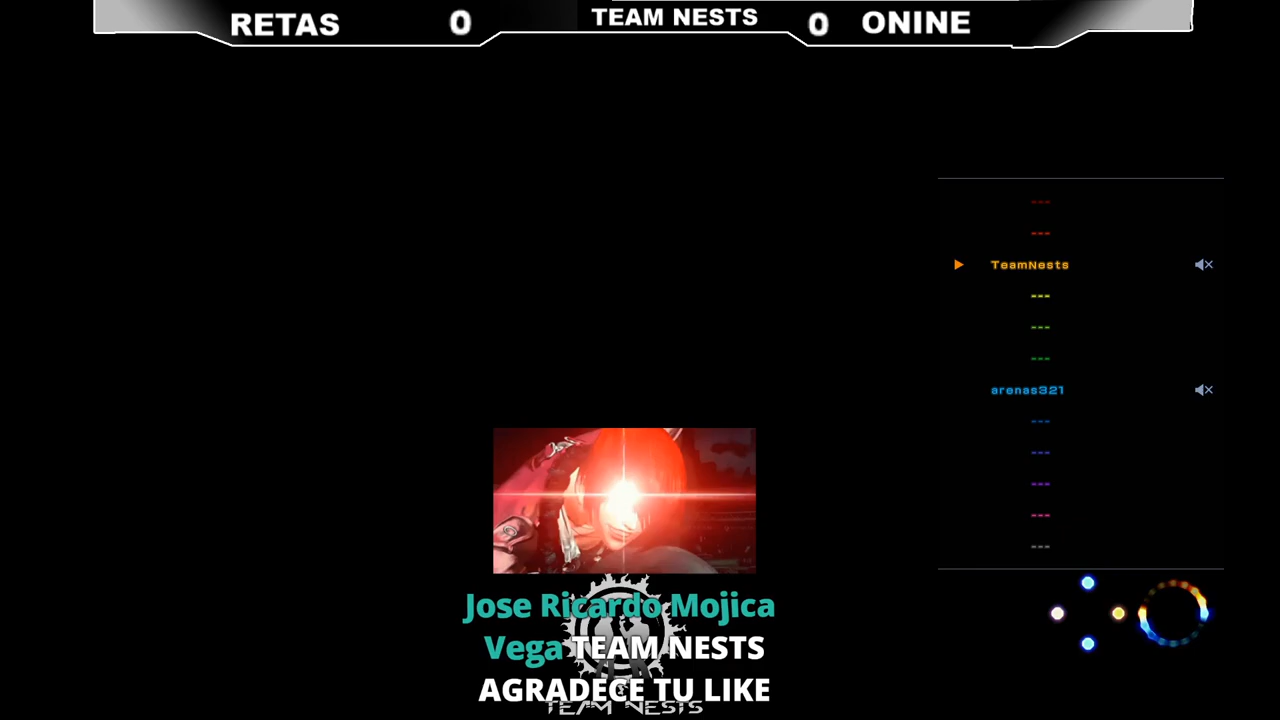 RETAS 0 TEAM NESTS 0 ONINE
---
---
TeamNests
---
---
---
arenas321
---
---
---
---
---
Jose Ricardo Mojica
Vega TEAM NESTS
AGRADECE TU LIKE
TEAM NESTS